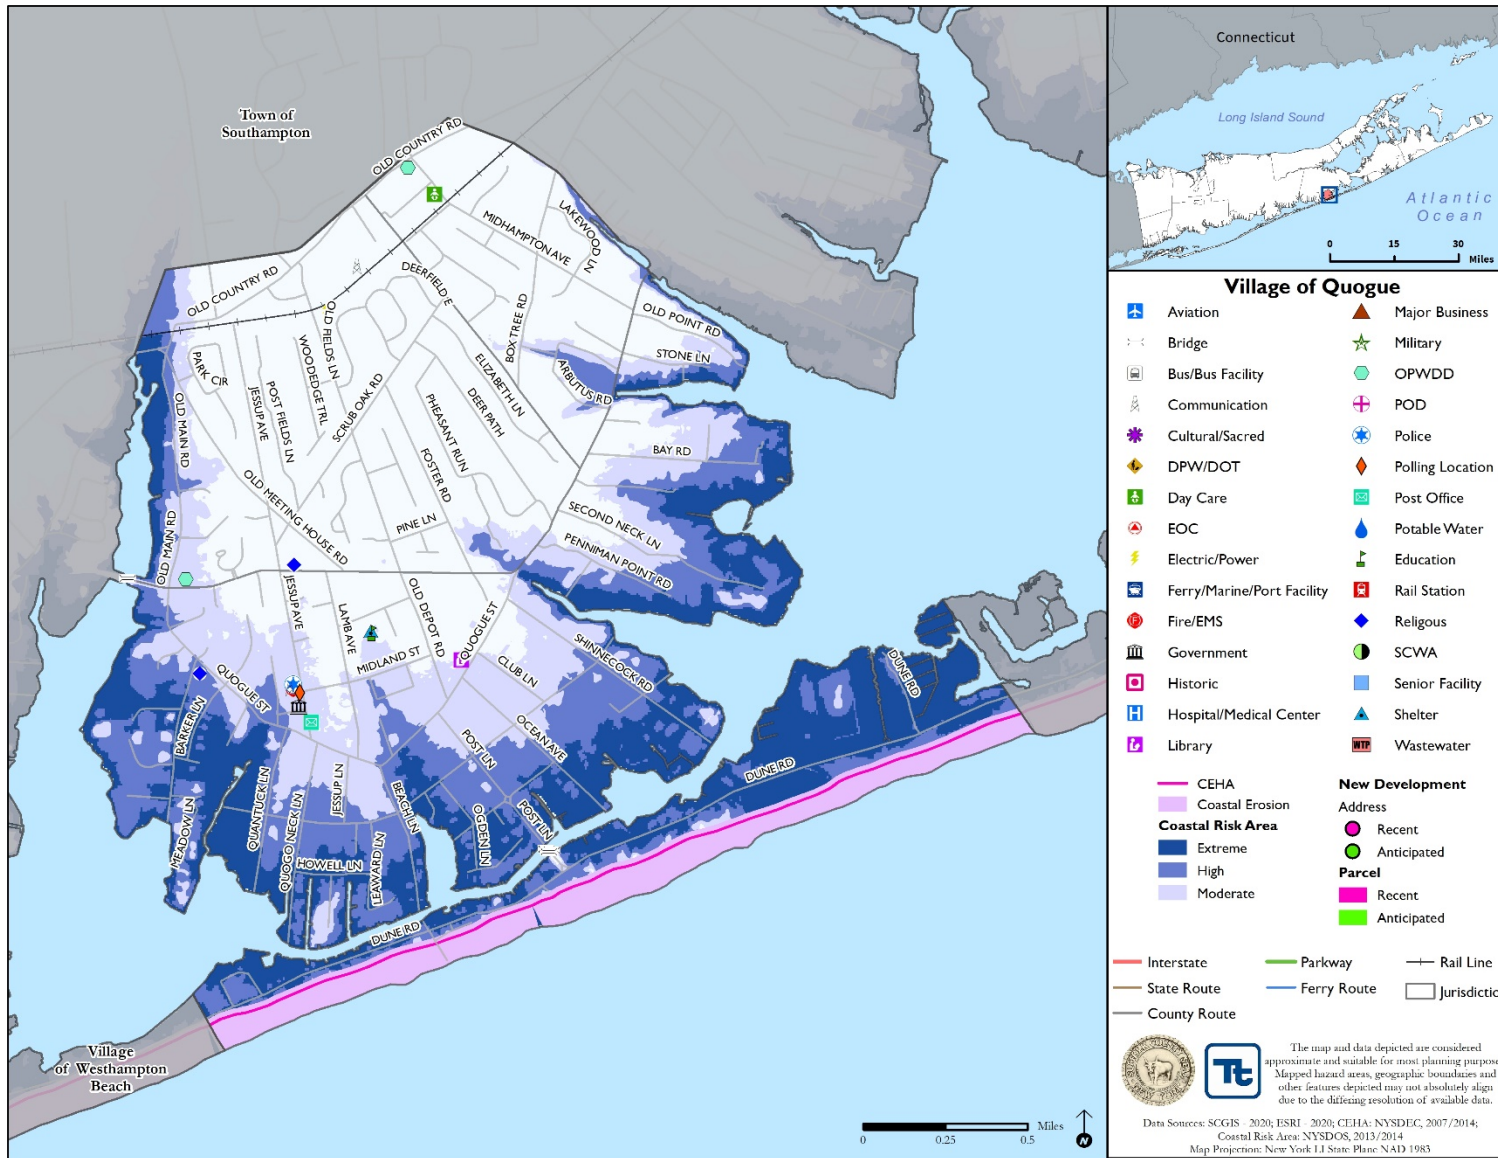 Town of
Southampton
OLD COUNTRY RD
LAKEWOOD LN
MIDHAMPTON AVE
OLD COUNTRY RD
DEERFIELD E
OLD FIELDS LN
BOX TREE RD
OLD POINT RD
STONE LN
PARK CIR
WOODEDGE TRL
ELIZABETH LN
ARBUTUS RD
JESSUP AVE
POST FIELDS LN
SCRUB OAK RD
PHEASANT RUN
DEER PATH
OLD MAIN RD
BAY RD
FOSTER RD
OLD MEETING HOUSE RD
PINE LN
SECOND NECK LN
PENNIMAN POINT RD
OLD MAIN RD
JESSUP AVE
LAMB AVE
OLD DEPOT RD
QUOGUE ST
MIDLAND ST
SHINNECOCK RD
CLUB LN
QUOGUE ST
BARKER LN
DUNE RD
OCEAN AVE
POST LN
DUNE RD
QUANTUCK LN
JESSUP LN
BEACH LN
MEADOW LN
QUOGO NECK LN
OGDEN LN
POST LN
HOWELL LN
LEAWARD LN
DUNE RD
Village
of Westhampton
Beach
0 0.25 0.5 Miles
N
Connecticut
Long Island Sound
Atlantic
Ocean
0 15 30
Miles
Village of Quogue
Aviation
Bridge
Bus/Bus Facility
Communication
Cultural/Sacred
DPW/DOT
Day Care
EOC
Electric/Power
Ferry/Marine/Port Facility
Fire/EMS
Government
Historic
Hospital/Medical Center
Library
Major Business
Military
OPWDD
POD
Police
Polling Location
Post Office
Potable Water
Education
Rail Station
Religous
SCWA
Senior Facility
Shelter
WTP Wastewater
CEHA
Coastal Erosion
Coastal Risk Area
Extreme
High
Moderate
New Development
Address
Recent
Anticipated
Parcel
Recent
Anticipated
Interstate
Parkway
Rail Line
State Route
Ferry Route
Jurisdictio
County Route
Tt
The map and data depicted are considered
approximate and suitable for most planning purpose
Mapped hazard areas, geographic boundaries and
other features depicted may not absolutely align
due to the differing resolution of available data.
Data Sources: SCGIS - 2020; ESRI - 2020; CEHA: NYSDEC, 2007/2014;
Coastal Risk Area: NYSDOS, 2013/2014
Map Projection: New York LI State Plane NAD 1983